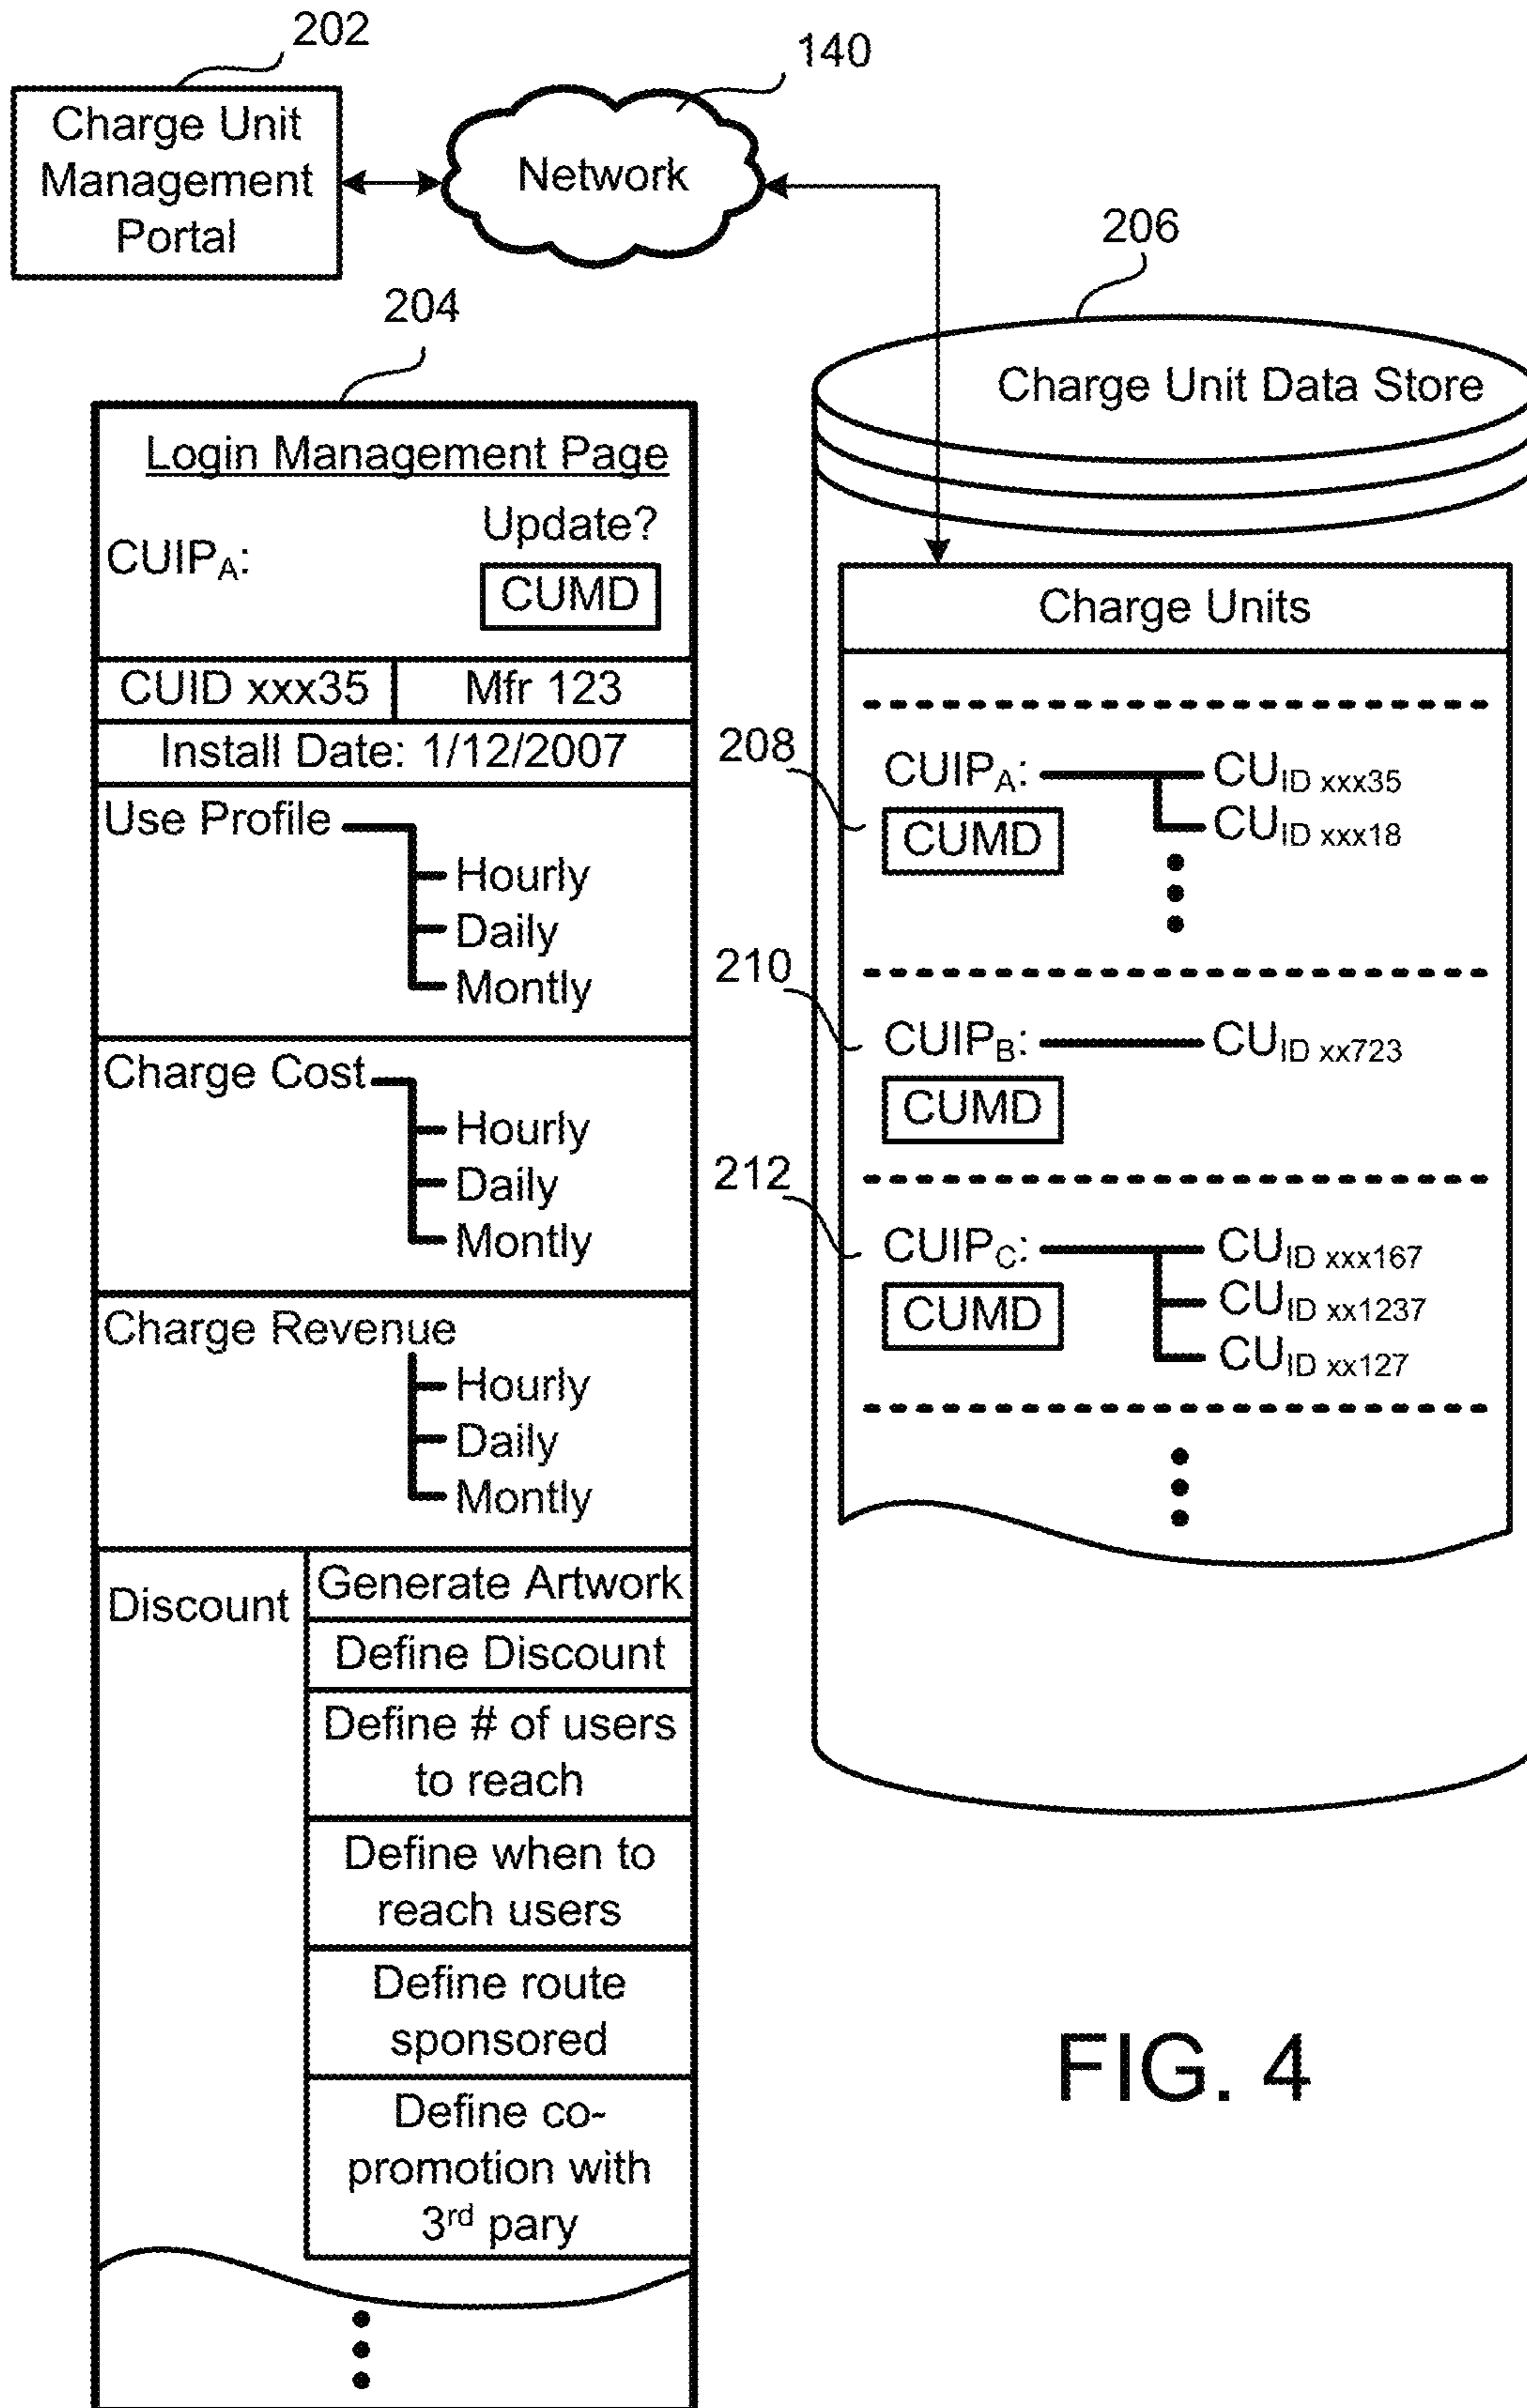 202
140
Charge Unit
Management
Portal
Network
206
Charge Unit Data Store
204
Login Management Page
Update?
CUIPA:
CUMD
CUID xxx35
Mfr 123
Install Date: 1/12/2007
Use Profile
Hourly
Daily
Montly
Charge Cost
Hourly
Daily
Montly
Charge Revenue
Hourly
Daily
Montly
Discount
Generate Artwork
Define Discount
Define # of users
to reach
Define when to
reach users
Define route
sponsored
Define co-
promotion with
3rd pary
Charge Units
208
CUIPA:
CUID xxx35
CUMD
CUID xxx18
210
CUIPB:
CUID xx723
CUMD
212
CUIPC:
CUID xxx167
CUMD
CUID xx1237
CUID xx127
FIG. 4